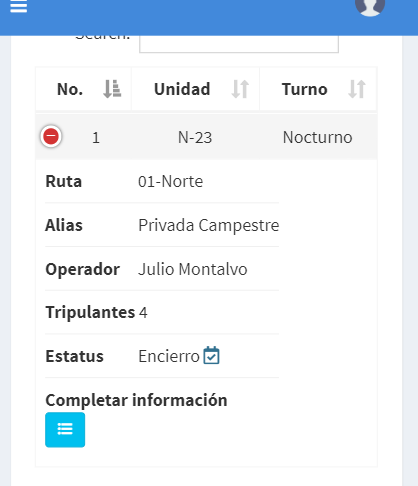 Search:
No. Unidad Turno
1 N-23 Nocturno
Ruta 01-Norte
Alias Privada Campestre
Operador Julio Montalvo
Tripulantes 4
Estatus Encierro
Completar información